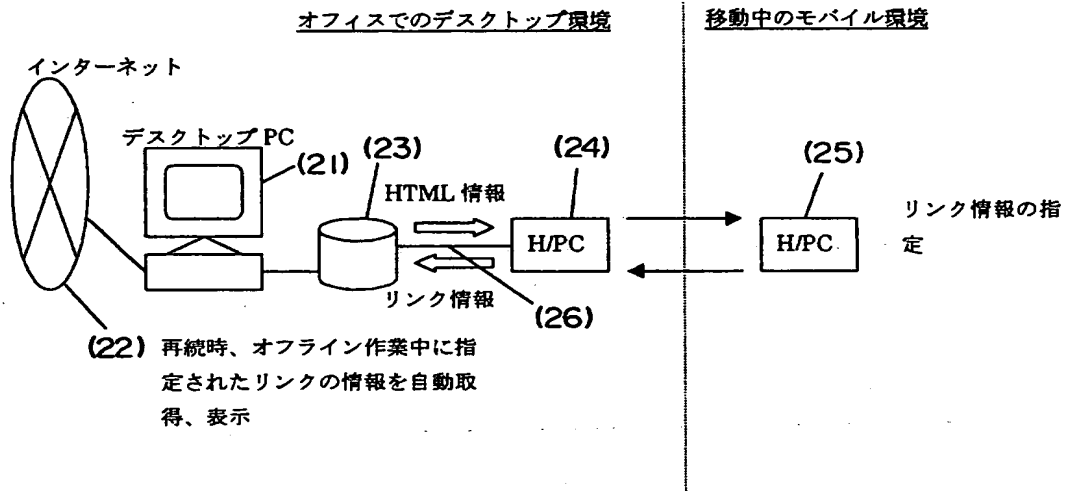 オフィスでのデスクトップ環境
移動中のモバイル環境
インターネット
デスクトップ PC
(21)
(23)
(24)
(25)
HTML 情報
H/PC
H/PC
リンク情報の指
定
リンク情報
(26)
(22)
再続時、オフライン作業中に指
定されたリンクの情報を自動取
得、表示